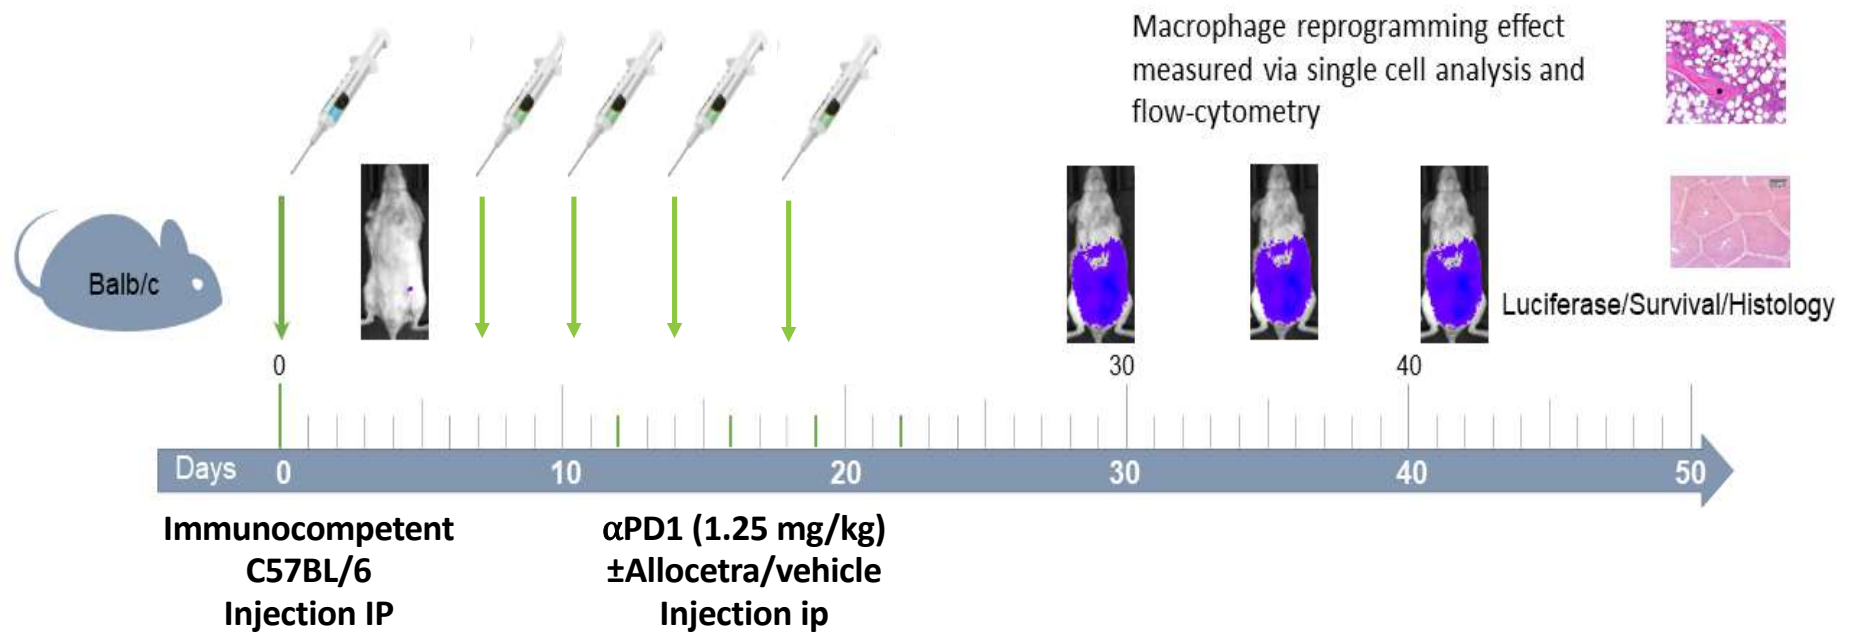 Macrophage reprogramming effect
measured via single cell analysis and
flow-cytometry
Balb/c
Luciferase/Survival/Histology
0
30
40
Days 0 10 20 30 40 50
Immunocompetent
C57BL/6
Injection IP
αPD1 (1.25 mg/kg)
±Allocetra/vehicle
Injection ip